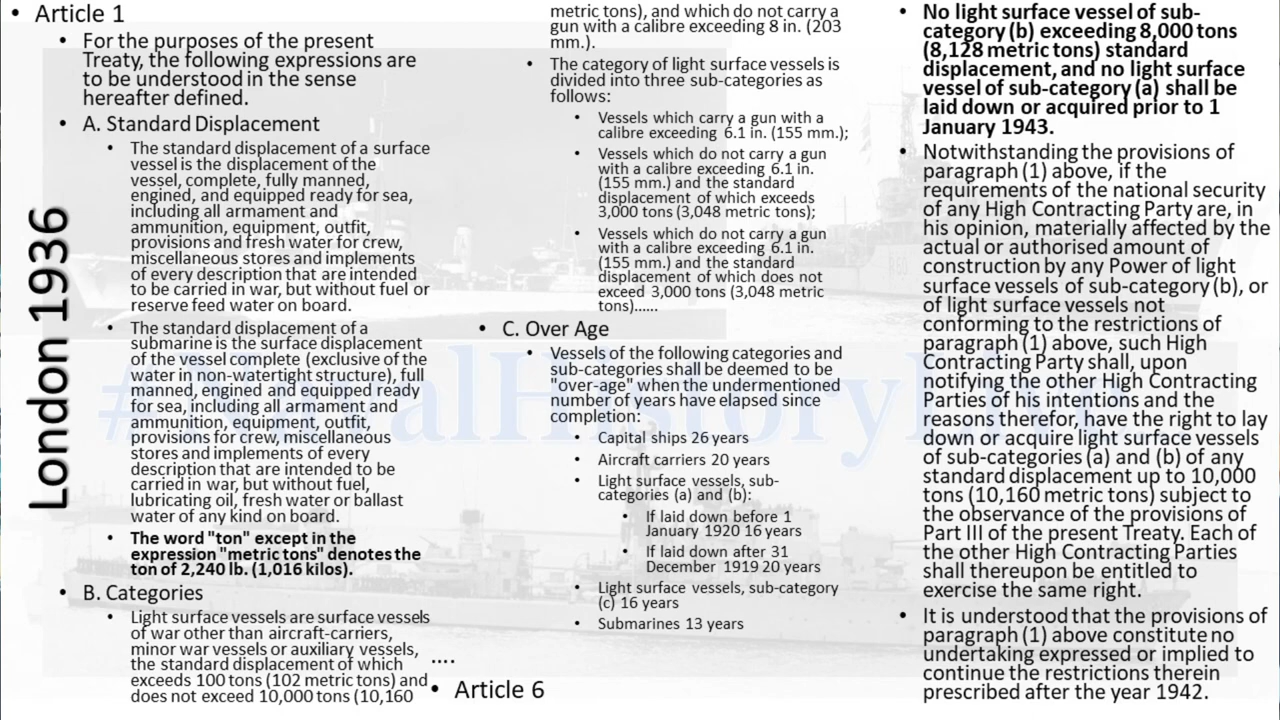 London 1936
• Article 1
• For the purposes of the present
Treaty, the following expressions are
to be understood in the sense
hereafter defined.
• A. Standard Displacement
• The standard displacement of a surface
vessel is the displacement of the
vessel, complete, fully manned,
engined, and equipped ready for sea,
including all armament and
ammunition, equipment, outfit,
provisions and fresh water for crew,
miscellaneous stores and implements
of every description that are intended
to be carried in war, but without fuel or
reserve feed water on board.
• The standard displacement of a
submarine is the surface displacement
of the vessel complete (exclusive of the
water in non-watertight structure), full
manned, engined and equipped ready
for sea, including all armament and
ammunition, equipment, outfit,
provisions for crew, miscellaneous
stores and implements of every
description that are intended to be
carried in war, but without fuel,
lubricating oil, fresh water or ballast
water of any kind on board.
• The word "ton" except in the
expression "metric tons" denotes the
ton of 2,240 lb. (1,016 kilos).
• B. Categories
• Light surface vessels are surface vessels
of war other than aircraft-carriers,
minor war vessels or auxiliary vessels,
the standard displacement of which
exceeds 100 tons (102 metric tons) and
does not exceed 10,000 tons (10,160
metric tons), and which do not carry a
gun with a calibre exceeding 8 in. (203
mm.).
• The category of light surface vessels is
divided into three sub-categories as
follows:
• Vessels which carry a gun with a
calibre exceeding 6.1 in. (155 mm.);
• Vessels which do not carry a gun
with a calibre exceeding 6.1 in.
(155 mm.) and the standard
displacement of which exceeds
3,000 tons (3,048 metric tons);
• Vessels which do not carry a gun
with a calibre exceeding 6.1 in.
(155 mm.) and the standard
displacement of which does not
exceed 3,000 tons (3,048 metric
tons)......
• C. Over Age
• Vessels of the following categories and
sub-categories shall be deemed to be
"over-age" when the undermentioned
number of years have elapsed since
completion:
• Capital ships 26 years
• Aircraft carriers 20 years
• Light surface vessels, sub-
categories (a) and (b):
• If laid down before 1
January 1920 16 years
• If laid down after 31
December 1919 20 years
• Light surface vessels, sub-category
(c) 16 years
• Submarines 13 years
....
• Article 6
• No light surface vessel of sub-
category (b) exceeding 8,000 tons
(8,128 metric tons) standard
displacement, and no light surface
vessel of sub-category (a) shall be
laid down or acquired prior to 1
January 1943.
• Notwithstanding the provisions of
paragraph (1) above, if the
requirements of the national security
of any High Contracting Party are, in
his opinion, materially affected by the
actual or authorised amount of
construction by any Power of light
surface vessels of sub-category (b), or
of light surface vessels not
conforming to the restrictions of
paragraph (1) above, such High
Contracting Party shall, upon
notifying the other High Contracting
Parties of his intentions and the
reasons therefor, have the right to lay
down or acquire light surface vessels
of sub-categories (a) and (b) of any
standard displacement up to 10,000
tons (10,160 metric tons) subject to
the observance of the provisions of
Part III of the present Treaty. Each of
the other High Contracting Parties
shall thereupon be entitled to
exercise the same right.
• It is understood that the provisions of
paragraph (1) above constitute no
undertaking expressed or implied to
continue the restrictions therein
prescribed after the year 1942.